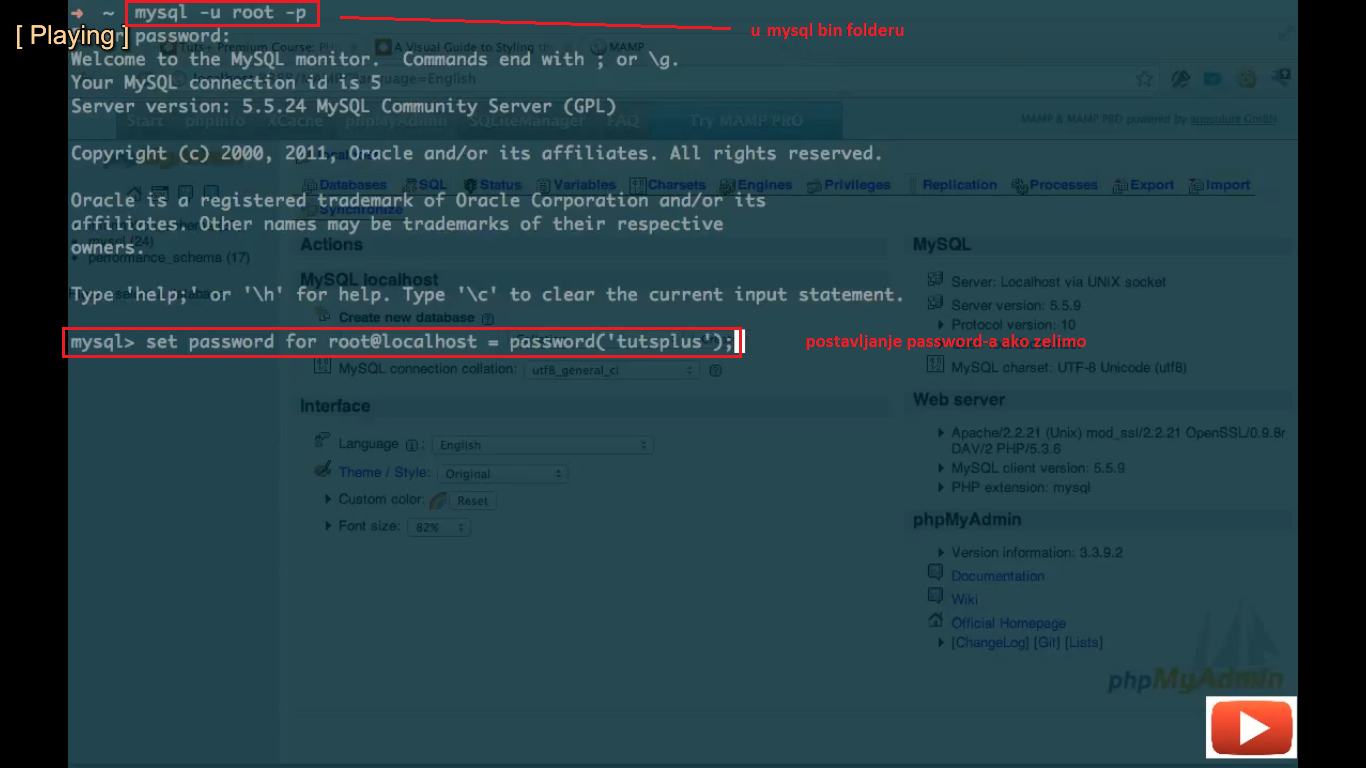 ➜ ~ mysql -u root -p
[ Playing ]
password:
u mysql bin folderu
Tuts+ Premium Course: P
A Visual Guide to Styling th
MAMP
Welcome to the MySQL monitor. Commands end with ; or \g.
language=English
Your MySQL connection id is 5
Server version: 5.5.24 MySQL Community Server (GPL)
Start phpInfo XCache phpMyAdmin SQLiteManager FAQ Try MAMP PRO
MAMP & MAMP PRO powered by appsolute GmbH
Copyright (c) 2000, 2011, Oracle and/or its affiliates. All rights reserved.
Databases SQL Status Variables Charsets Engines Privileges Replication Processes Export Import
Synchronize
Oracle is a registered trademark of Oracle Corporation and/or its
affiliates. Other names may be trademarks of their respective
owners.
mysql (24)
performance_schema (17)
Actions
MySQL localhost
Create new database
Type 'help;' or '\h' for help. Type '\c' to clear the current input statement.
mysql> set password for root@localhost = password('tutsplus');
postavljanje password-a ako zelimo
MySQL connection collation: utf8_general_ci
Interface
Language : English
Theme / Style: Original
Custom color: Reset
Font size: 82%
MySQL
Server: Localhost via UNIX socket
Server version: 5.5.9
Protocol version: 10
MySQL charset: UTF-8 Unicode (utf8)
Web server
Apache/2.2.21 (Unix) mod_ssl/2.2.21 OpenSSL/0.9.8r
DAV/2 PHP/5.3.6
MySQL client version: 5.5.9
PHP extension: mysql
phpMyAdmin
Version information: 3.3.9.2
Documentation
Wiki
Official Homepage
[ChangeLog] [Git] [Lists]
phpMyAdmin